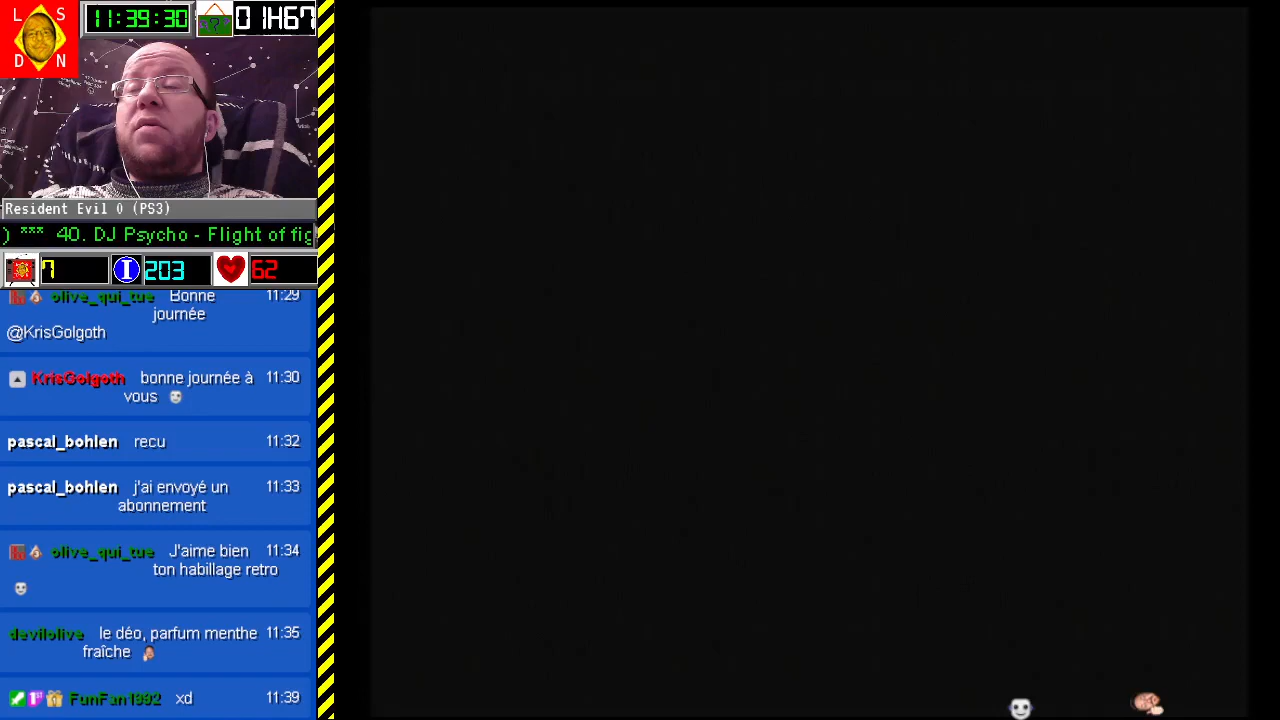 L S
D N
11:39:30
01H67
Resident Evil 0 (PS3)
) *** 40. DJ Psycho - Flight of fig
7
203
62
olive_qui_tue Bonne 11:29
journée
@KrisGolgoth
KrisGolgoth bonne journée à 11:30
vous
pascal_bohlen recu 11:32
pascal_bohlen j'ai envoyé un 11:33
abonnement
olive_qui_tue J'aime bien 11:34
ton habillage retro
devilolive le déo, parfum menthe 11:35
fraîche
FunFan1992 xd 11:39